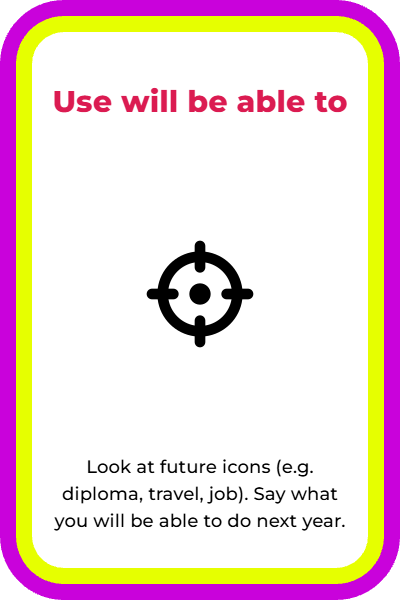 Use will be able to
Look at future icons (e.g.
diploma, travel, job). Say what
you will be able to do next year.